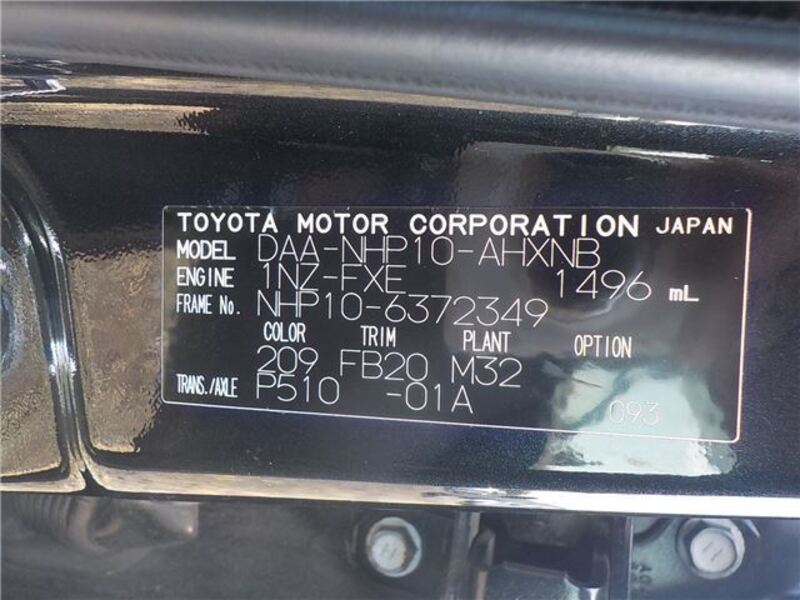 TOYOTA MOTOR CORPORATION JAPAN
MODEL DAA-NHP10-AHXNB
ENGINE 1NZ-FXE 1496 mL
FRAME No. NHP10-6372349
COLOR TRIM PLANT OPTION
209 FB20 M32
TRANS./AXLE P510 -01A 093